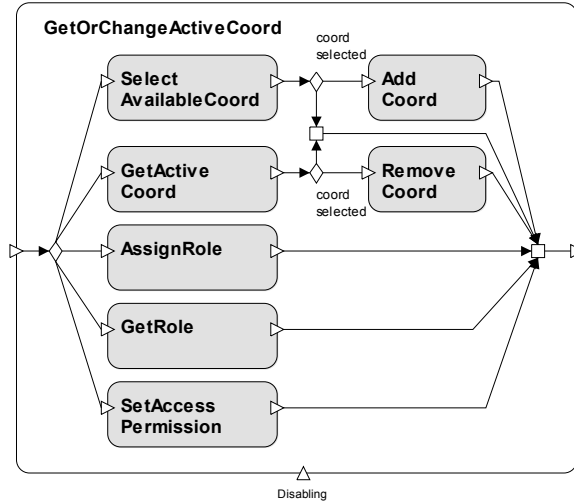 GetOrChangeActiveCoord
coord
selected
Select
AvailableCoord
Add
Coord
GetActive
Coord
Remove
Coord
coord
selected
AssignRole
GetRole
SetAccess
Permission
Disabling